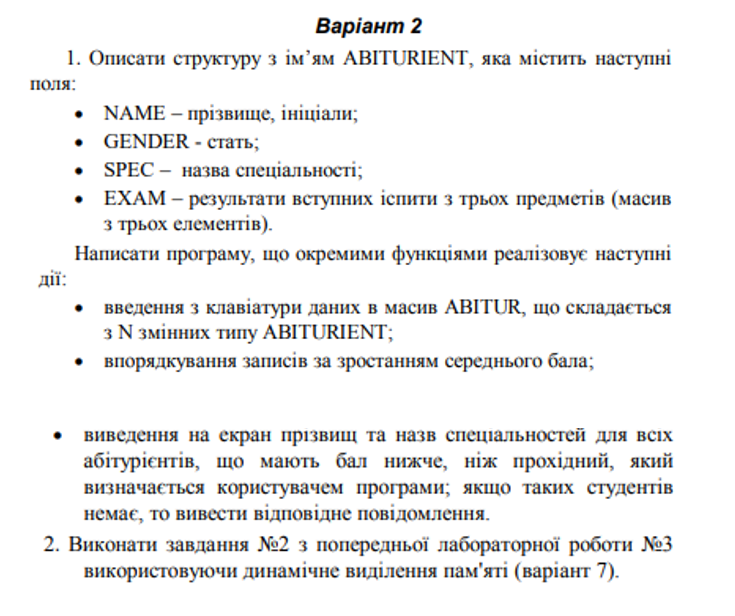 Варіант 2
1. Описати структуру з ім’ям ABITURIENT, яка містить наступні
поля:
• NAME – прізвище, ініціали;
• GENDER - стать;
• SPEC – назва спеціальності;
• EXAM – результати вступних іспити з трьох предметів (масив
з трьох елементів).
Написати програму, що окремими функціями реалізовує наступні
дії:
• введення з клавіатури даних в масив ABITUR, що складається
з N змінних типу ABITURIENT;
• впорядкування записів за зростанням середнього бала;
• виведення на екран прізвищ та назв спеціальностей для всіх
абітурієнтів, що мають бал нижче, ніж прохідний, який
визначається користувачем програми; якщо таких студентів
немає, то вивести відповідне повідомлення.
2. Виконати завдання №2 з попередньої лабораторної роботи №3
використовуючи динамічне виділення пам'яті (варіант 7).